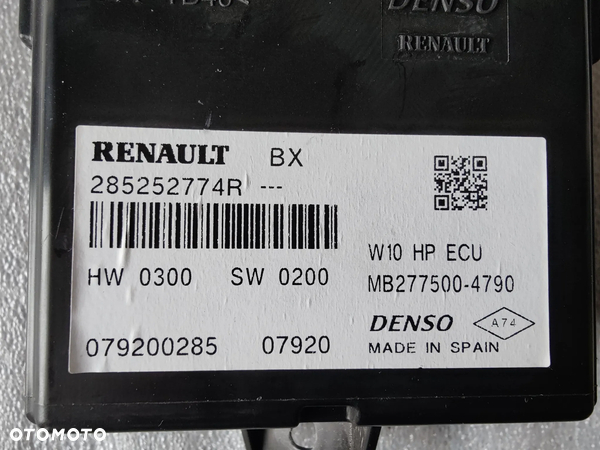 DENSO
RENAULT
RENAULT BX
285252774R ---
W10 HP ECU
HW 0300 SW 0200
MB277500-4790
DENSO A74
079200285 07920
MADE IN SPAIN
OTOMOTO